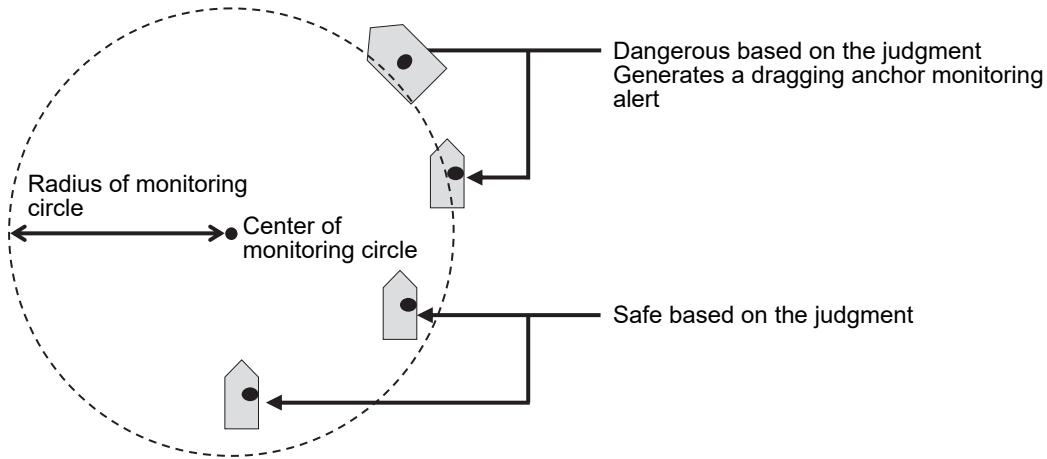 Dangerous based on the judgment
Generates a dragging anchor monitoring
alert
Radius of monitoring
circle
Center of
monitoring circle
Safe based on the judgment